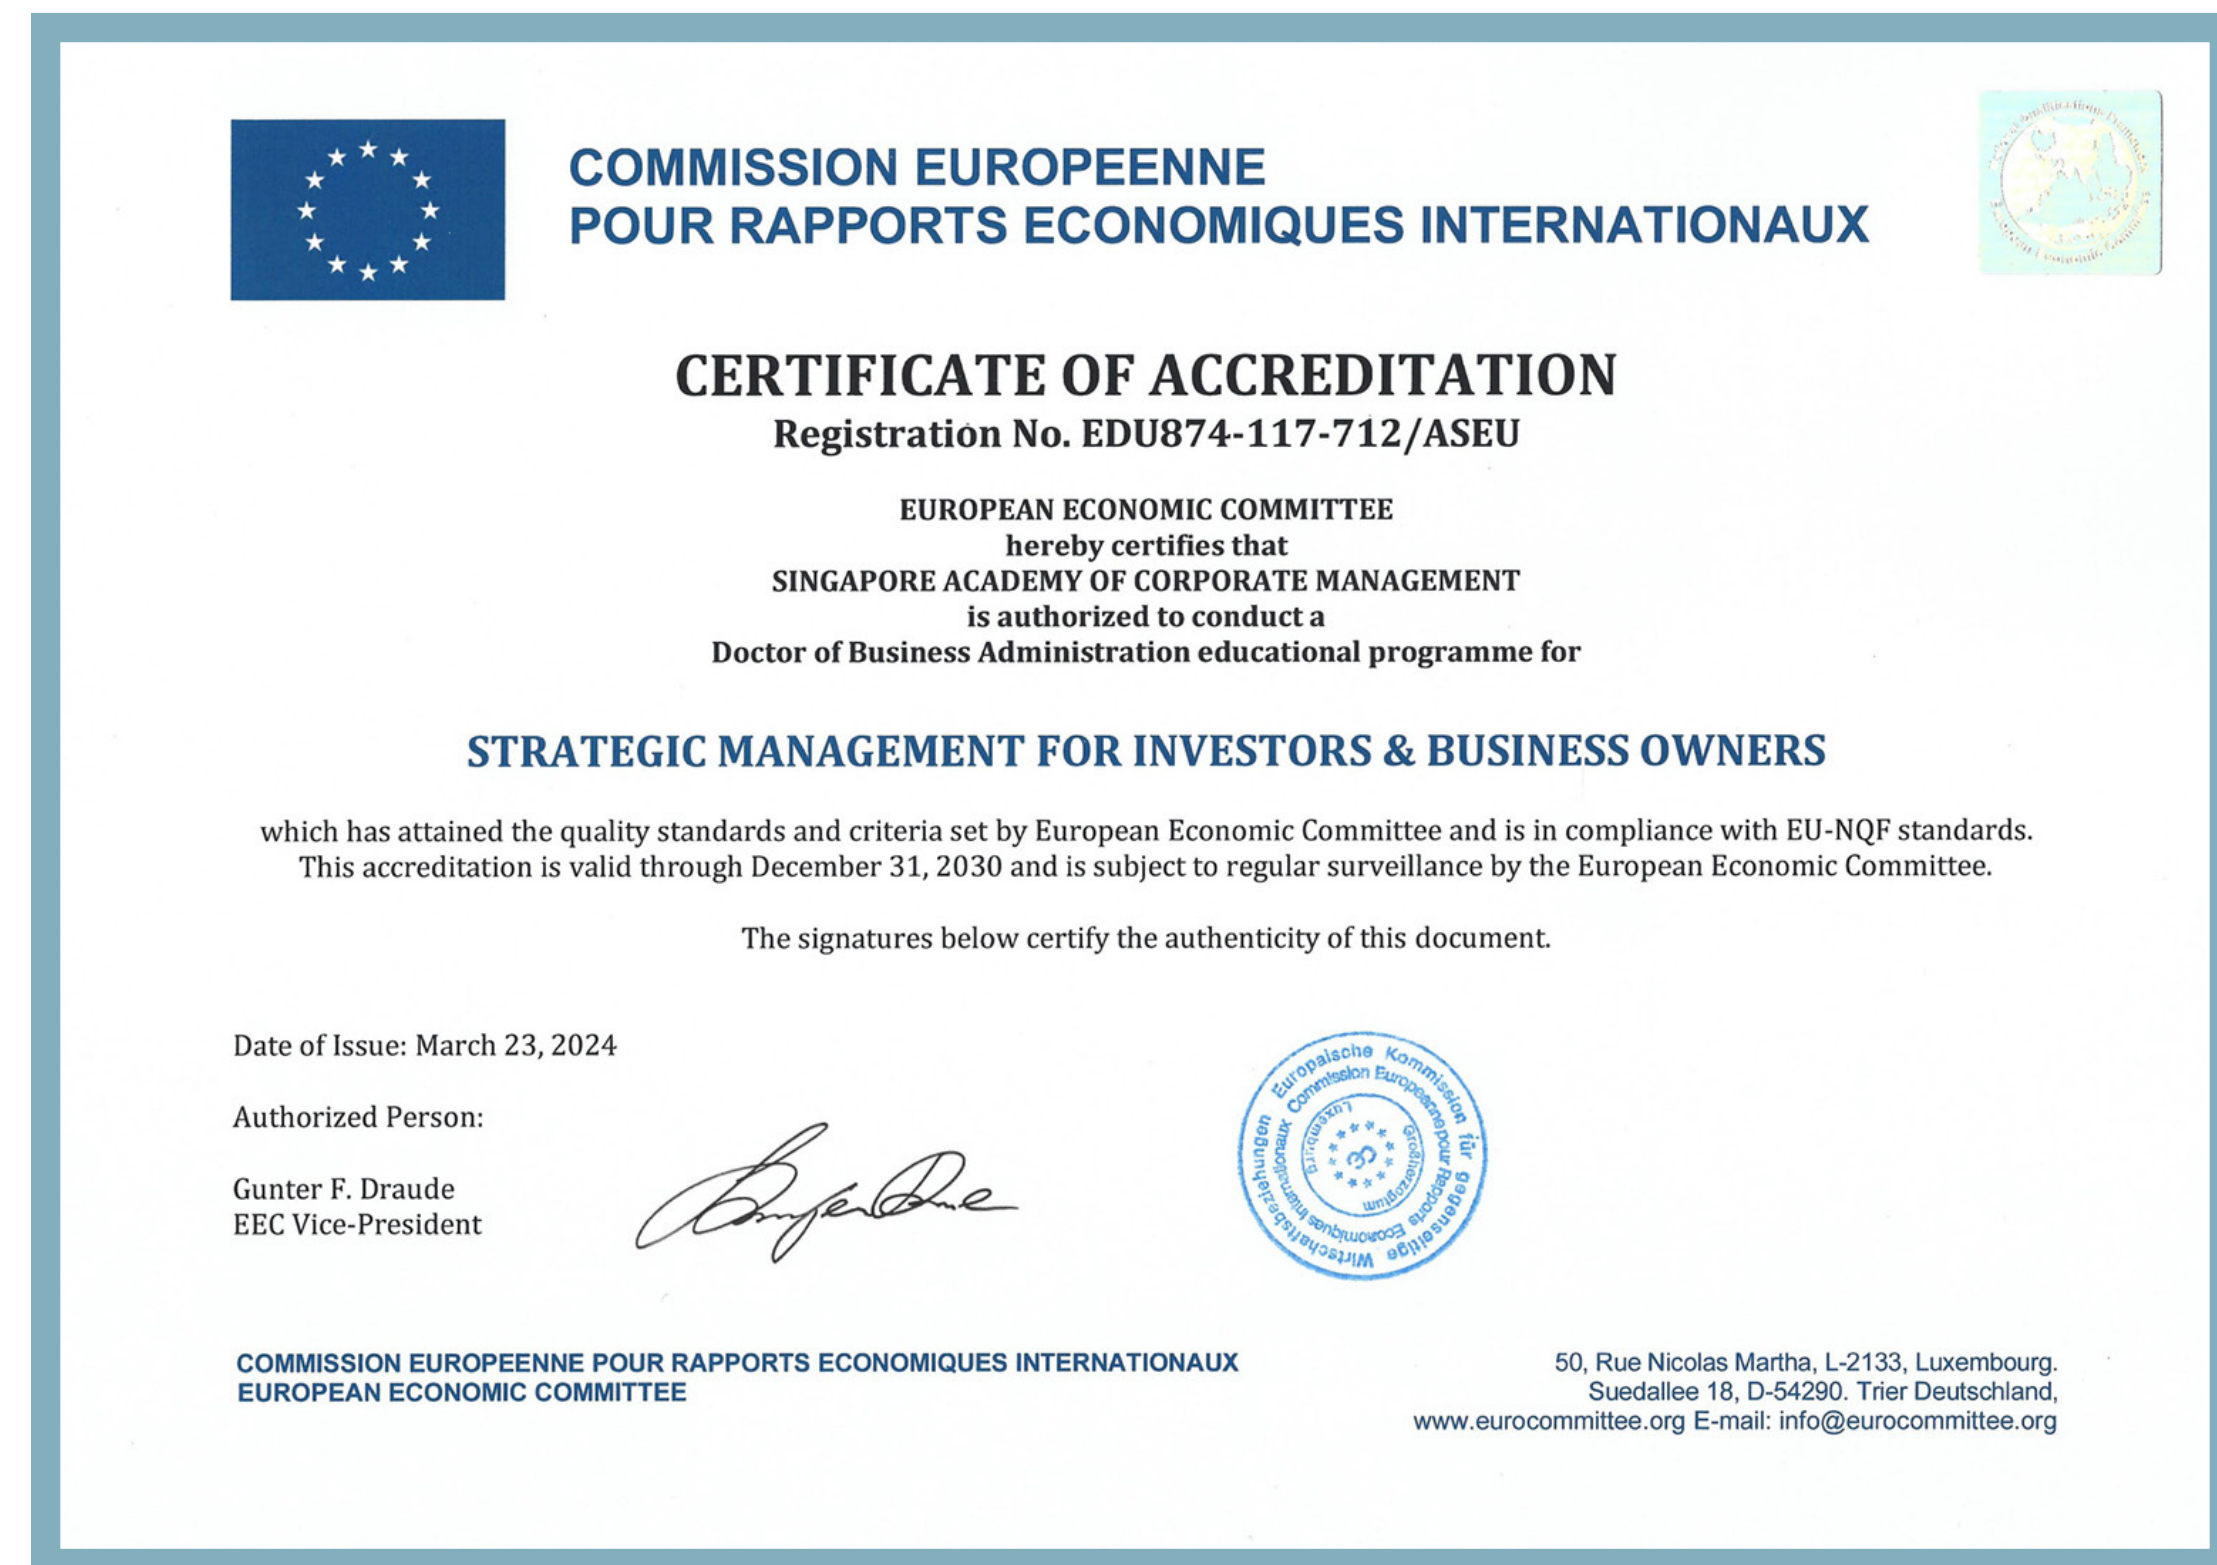 COMMISSION EUROPEENNE
POUR RAPPORTS ECONOMIQUES INTERNATIONAUX
CERTIFICATE OF ACCREDITATION
Registration No. EDU874-117-712/ASEU
EUROPEAN ECONOMIC COMMITTEE
hereby certifies that
SINGAPORE ACADEMY OF CORPORATE MANAGEMENT
is authorized to conduct a
Doctor of Business Administration educational programme for
STRATEGIC MANAGEMENT FOR INVESTORS & BUSINESS OWNERS
which has attained the quality standards and criteria set by European Economic Committee and is in compliance with EU-NQF standards.
This accreditation is valid through December 31, 2030 and is subject to regular surveillance by the European Economic Committee.
The signatures below certify the authenticity of this document.
Date of Issue: March 23, 2024
Authorized Person:
Gunter F. Draude
EEC Vice-President
Europaische Kommission für gegenseitige Wirtschaftsbeziehungen
Commission Europeenne pour Rapports Economiques Internationaux
Großherzogtum Luxemburg
COMMISSION EUROPEENNE POUR RAPPORTS ECONOMIQUES INTERNATIONAUX
EUROPEAN ECONOMIC COMMITTEE
50, Rue Nicolas Martha, L-2133, Luxembourg.
Suedallee 18, D-54290. Trier Deutschland,
www.eurocommittee.org E-mail: info@eurocommittee.org